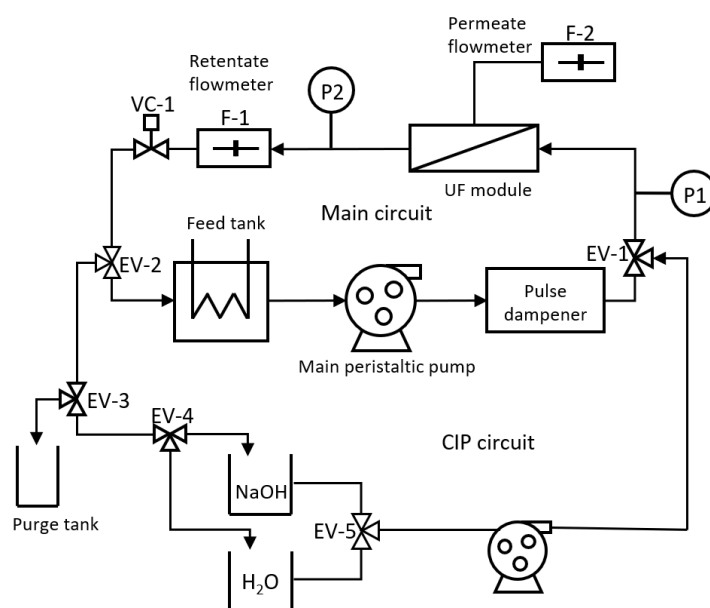 Permeate
flowmeter
F-2
Retentate
flowmeter
P2
VC-1
F-1
UF module
P1
Main circuit
Feed tank
EV-2
EV-1
Pulse
dampener
Main peristaltic pump
EV-3
EV-4
CIP circuit
NaOH
Purge tank
EV-5
H₂O